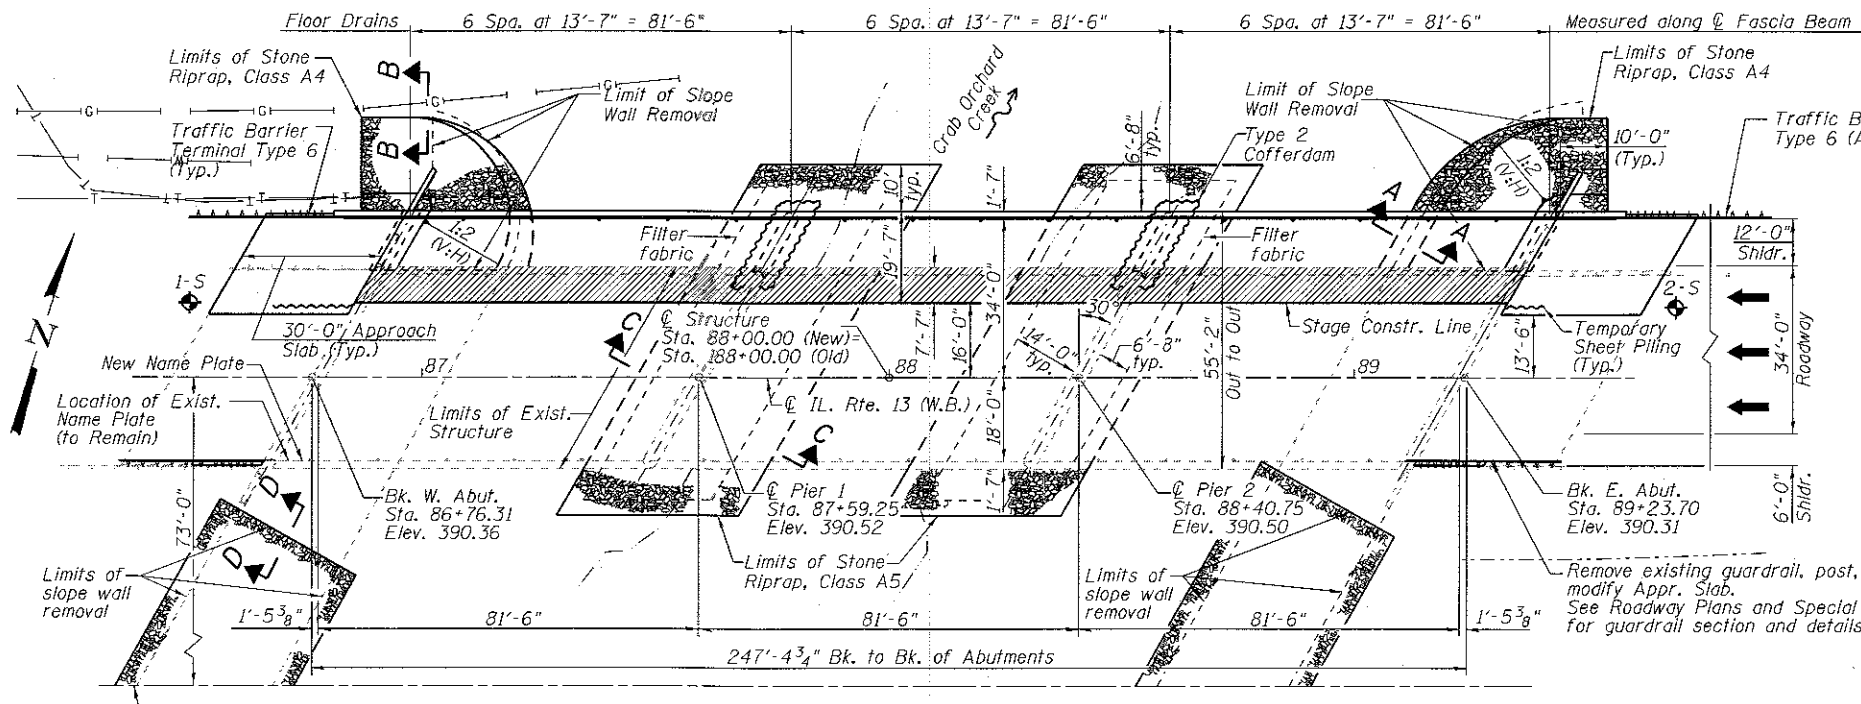 Floor Drains
6 Spa. at 13'-7" = 81'-6"
6 Spa. at 13'-7" = 81'-6"
6 Spa. at 13'-7" = 81'-6"
Measured along ℄ Fascia Beam
Limits of Stone
Riprap, Class A4
B
B
G
G
G
G
Limit of Slope
Wall Removal
Crab Orchard
Creek
Limit of Slope
Wall Removal
Limits of Stone
Riprap, Class A4
Traffic Barrier
Terminal Type 6
(Typ.)
6'-8"
typ.
Type 2
Cofferdam
10'-0"
(Typ.)
Traffic B
Type 6 (A
10'
typ.
1'-7"
1:2
(V:H)
1:2
(V:H)
A
A
Filter
fabric
19'-7"
Filter
fabric
12'-0"
Shldr.
N
1-S
2-S
30'-0" Approach
Slab (Typ.)
C
℄ Structure
Sta. 88+00.00 (New)=
Sta. 188+00.00 (Old)
7'-7"
16'-0"
34'-0"
30°
14'-0"
typ.
6'-8"
typ.
55'-2"
Out to Out
Stage Constr. Line
13'-6"
Temporary
Sheet Piling
(Typ.)
34'-0"
Roadway
New Name Plate
87
88
89
Location of Exist.
Name Plate
(to Remain)
Limits of Exist.
Structure
℄ IL. Rte. 13 (W.B.)
18'-0"
C
D
D
73'-0"
Bk. W. Abut.
Sta. 86+76.31
Elev. 390.36
℄ Pier 1
Sta. 87+59.25
Elev. 390.52
1'-7"
℄ Pier 2
Sta. 88+40.75
Elev. 390.50
Bk. E. Abut.
Sta. 89+23.70
Elev. 390.31
6'-0"
Shldr.
Limits of
slope wall
removal
Limits of Stone
Riprap, Class A5
Limits of
slope wall
removal
Remove existing guardrail, post,
modify Appr. Slab.
See Roadway Plans and Special
for guardrail section and details
1'-5 3/8"
81'-6"
81'-6"
81'-6"
1'-5 3/8"
247'-4 3/4" Bk. to Bk. of Abutments